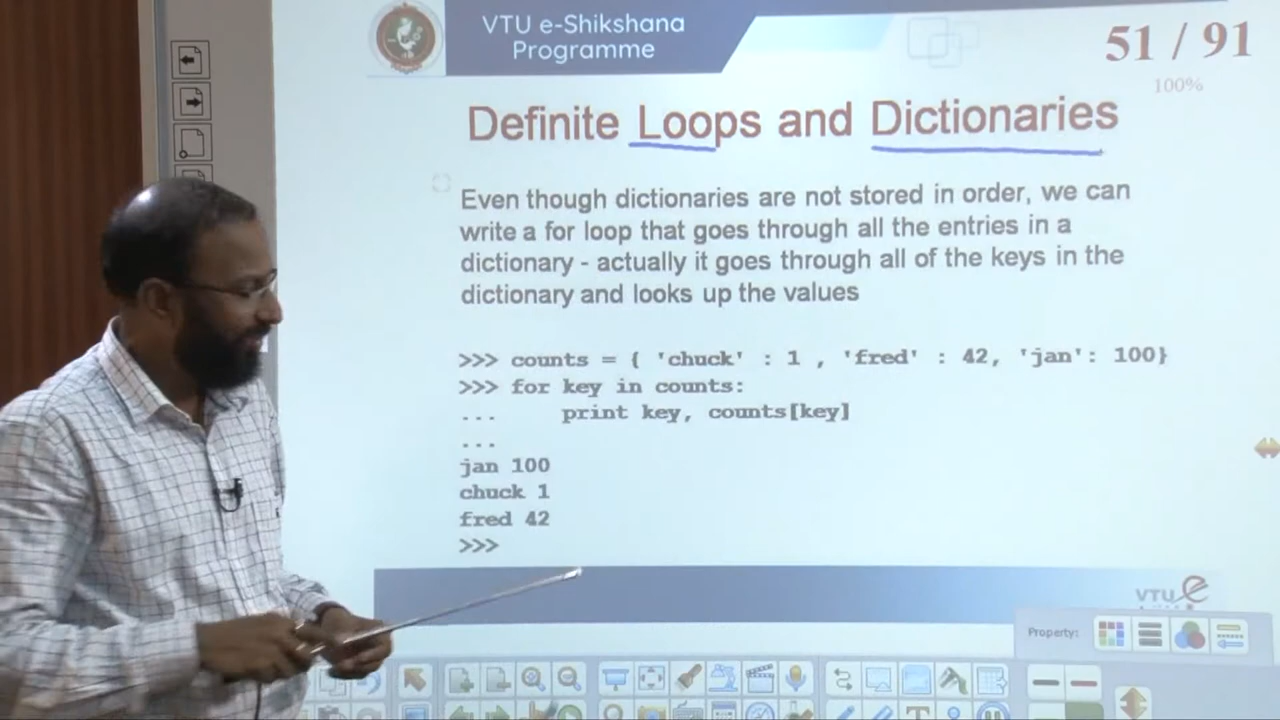 VTU e-Shikshana
Programme
51 / 91
100%
Definite Loops and Dictionaries
Even though dictionaries are not stored in order, we can
write a for loop that goes through all the entries in a
dictionary - actually it goes through all of the keys in the
dictionary and looks up the values
>>> counts = { 'chuck' : 1 , 'fred' : 42, 'jan': 100}
>>> for key in counts:
... print key, counts[key]
...
jan 100
chuck 1
fred 42
>>>
VTU e
Property: